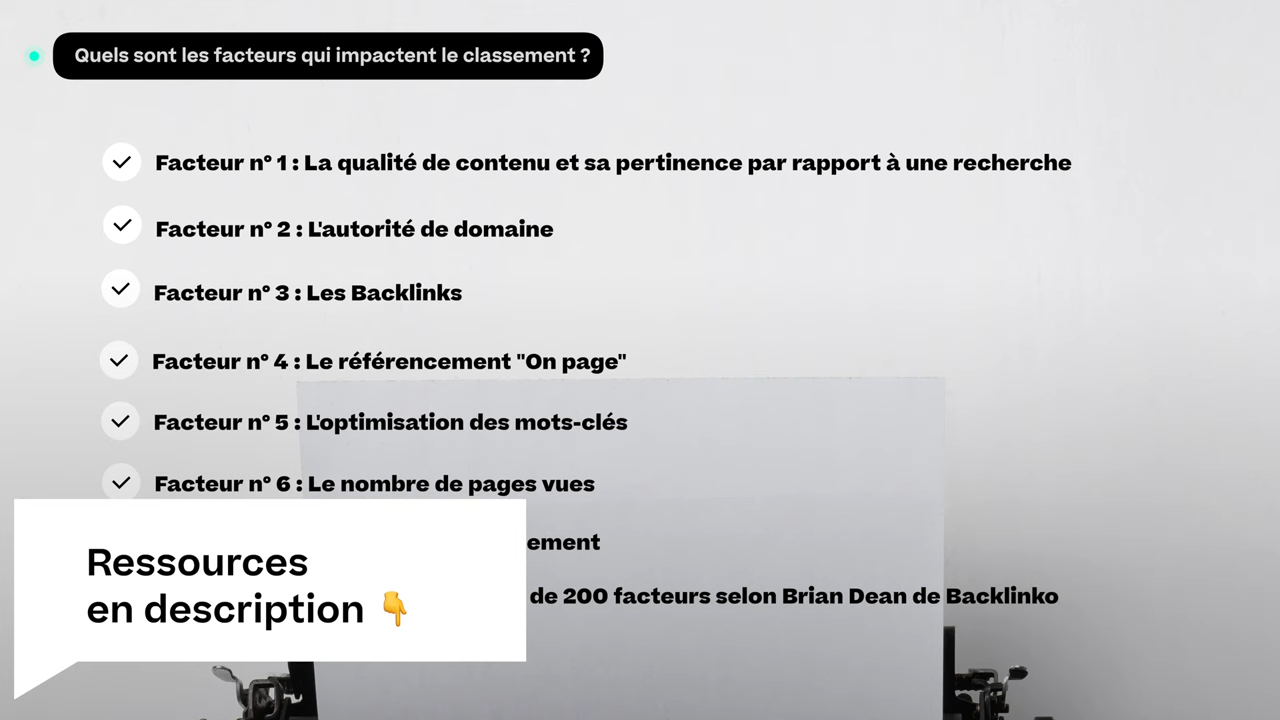 Quels sont les facteurs qui impactent le classement ?
Facteur n° 1 : La qualité de contenu et sa pertinence par rapport à une recherche
Facteur n° 2 : L'autorité de domaine
Facteur n° 3 : Les Backlinks
Facteur n° 4 : Le référencement "On page"
Facteur n° 5 : L'optimisation des mots-clés
Facteur n° 6 : Le nombre de pages vues
ement
de 200 facteurs selon Brian Dean de Backlinko
Ressources
en description 👇